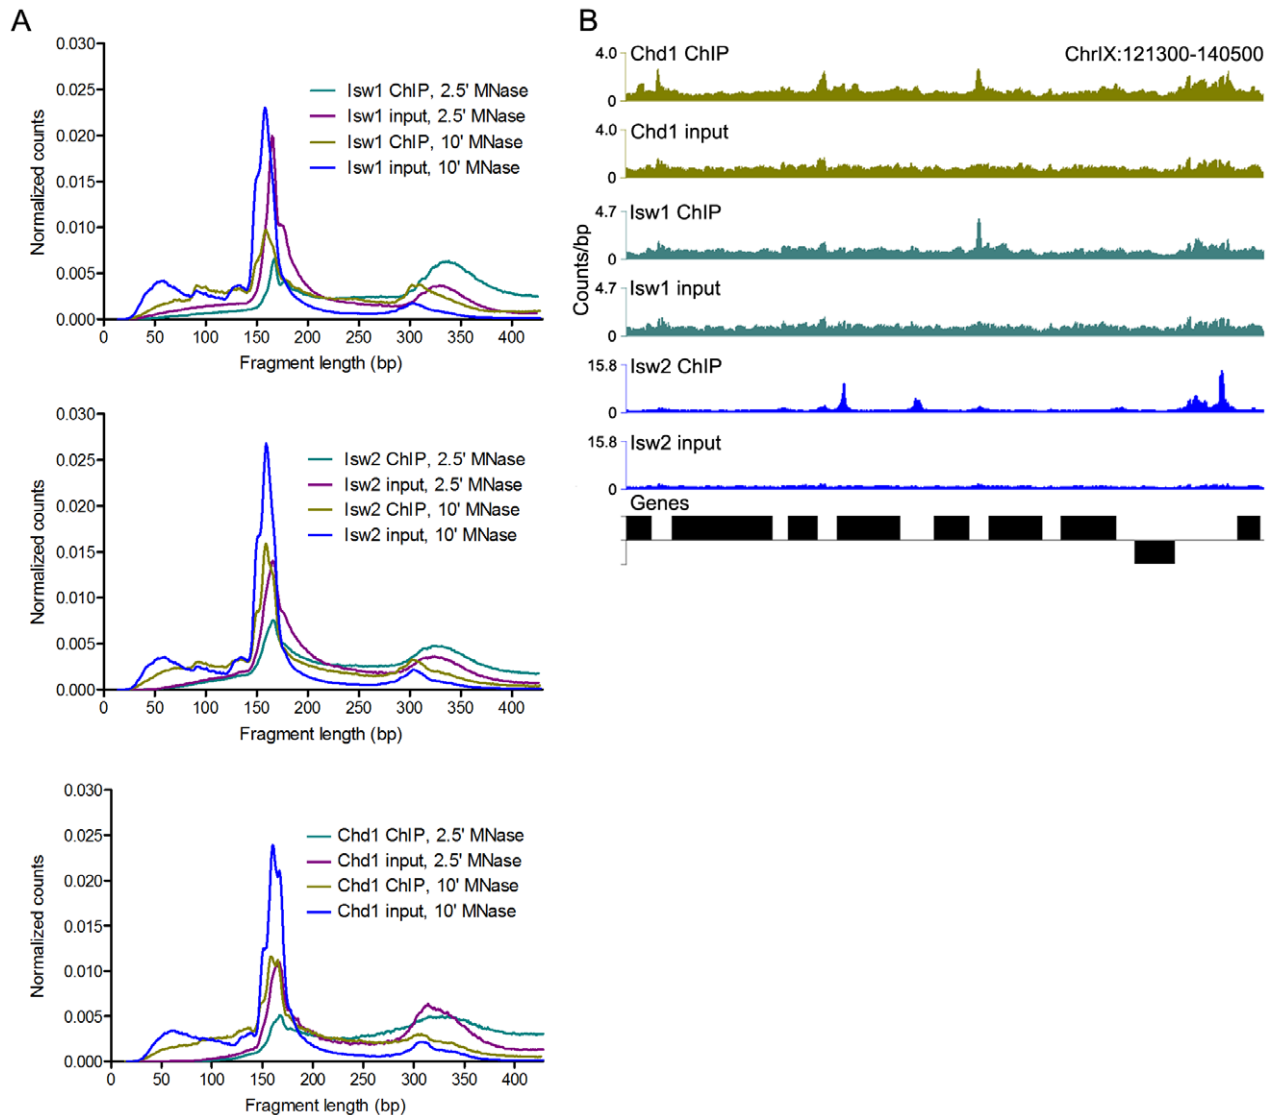 A
0.030
0.025
0.020
0.015
0.010
0.005
0.000
Normalized counts
Isw1 ChIP, 2.5' MNase
Isw1 input, 2.5' MNase
Isw1 ChIP, 10' MNase
Isw1 input, 10' MNase
0 50 100 150 200 250 300 350 400
Fragment length (bp)
0.030
0.025
0.020
0.015
0.010
0.005
0.000
Normalized counts
Isw2 ChIP, 2.5' MNase
Isw2 input, 2.5' MNase
Isw2 ChIP, 10' MNase
Isw2 input, 10' MNase
0 50 100 150 200 250 300 350 400
Fragment length (bp)
0.030
0.025
0.020
0.015
0.010
0.005
0.000
Normalized counts
Chd1 ChIP, 2.5' MNase
Chd1 input, 2.5' MNase
Chd1 ChIP, 10' MNase
Chd1 input, 10' MNase
0 50 100 150 200 250 300 350 400
Fragment length (bp)
B
Counts/bp
4.0 Chd1 ChIP ChrIX:121300-140500
0
4.0 Chd1 input
0
4.7 Isw1 ChIP
0
4.7 Isw1 input
0
15.8 Isw2 ChIP
0
15.8 Isw2 input
0
Genes